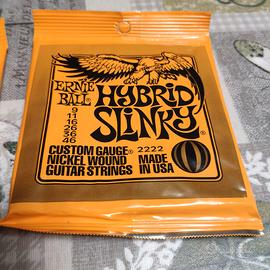 ERNIE
BALL
HYBRID
SLINKY®
9
11
16
26
36
46
CUSTOM GAUGE®
NICKEL WOUND
GUITAR STRINGS
2222
MADE
IN USA